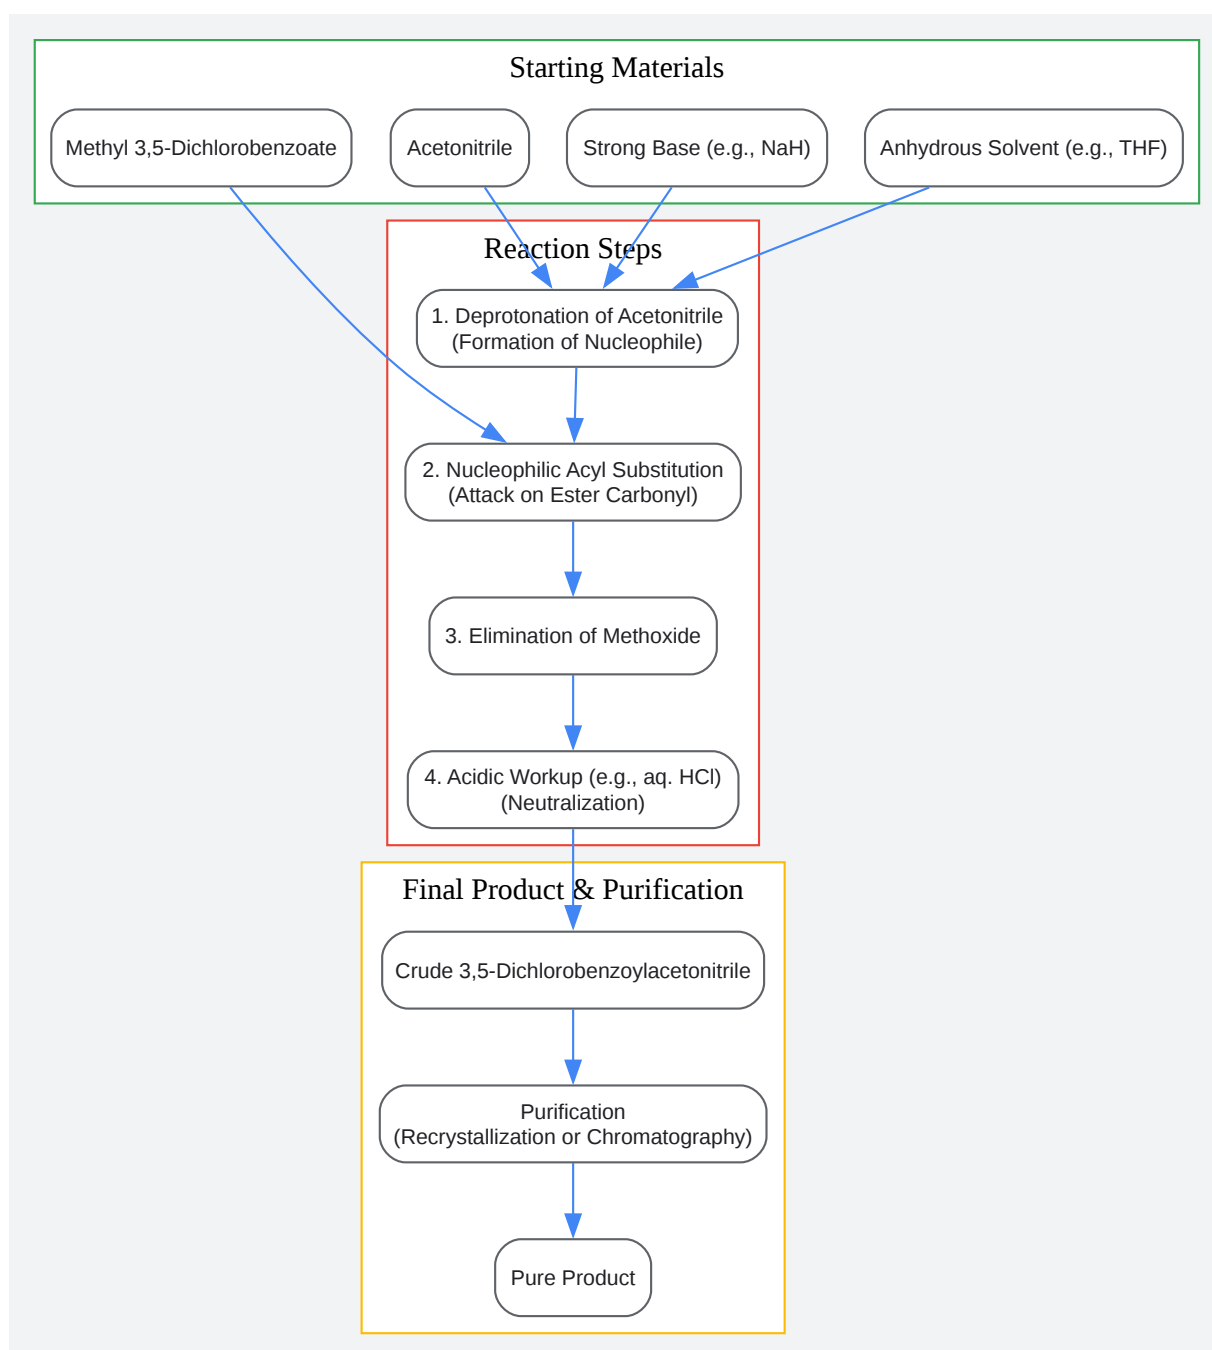 Starting Materials
Methyl 3,5-Dichlorobenzoate
Acetonitrile
Strong Base (e.g., NaH)
Anhydrous Solvent (e.g., THF)
Reaction Steps
1. Deprotonation of Acetonitrile
(Formation of Nucleophile)
2. Nucleophilic Acyl Substitution
(Attack on Ester Carbonyl)
3. Elimination of Methoxide
4. Acidic Workup (e.g., aq. HCl)
(Neutralization)
Final Product & Purification
Crude 3,5-Dichlorobenzoylacetonitrile
Purification
(Recrystallization or Chromatography)
Pure Product